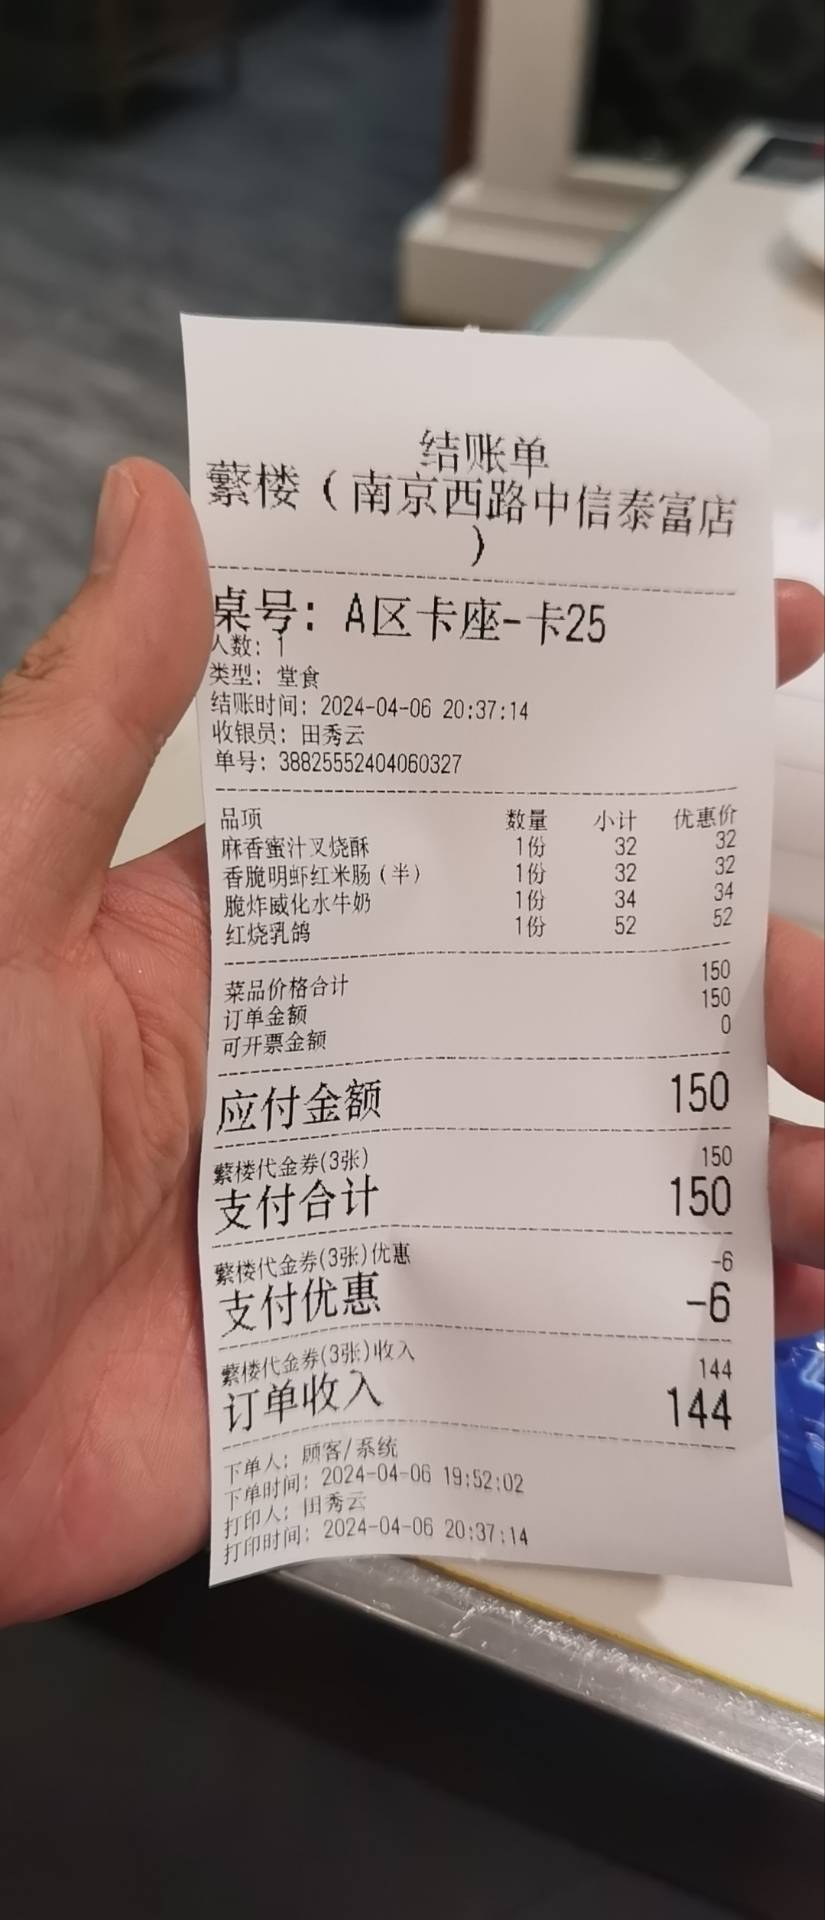 结账单
蘩楼（南京西路中信泰富店
）
桌号: A区卡座-卡25
人数: 1
类型: 堂食
结账时间: 2024-04-06 20:37:14
收银员: 田秀云
单号: 38825552404060327
品项 数量 小计 优惠价
麻香蜜汁叉烧酥 1份 32 32
香脆明虾红米肠（半） 1份 32 32
脆炸威化水牛奶 1份 34 34
红烧乳鸽 1份 52 52
菜品价格合计 150
订单金额 150
可开票金额 0
应付金额 150
蘩楼代金券(3张) 150
支付合计 150
蘩楼代金券(3张)优惠 -6
支付优惠 -6
蘩楼代金券(3张)收入 144
订单收入 144
下单人: 顾客/系统
下单时间: 2024-04-06 19:52:02
打印人: 田秀云
打印时间: 2024-04-06 20:37:14